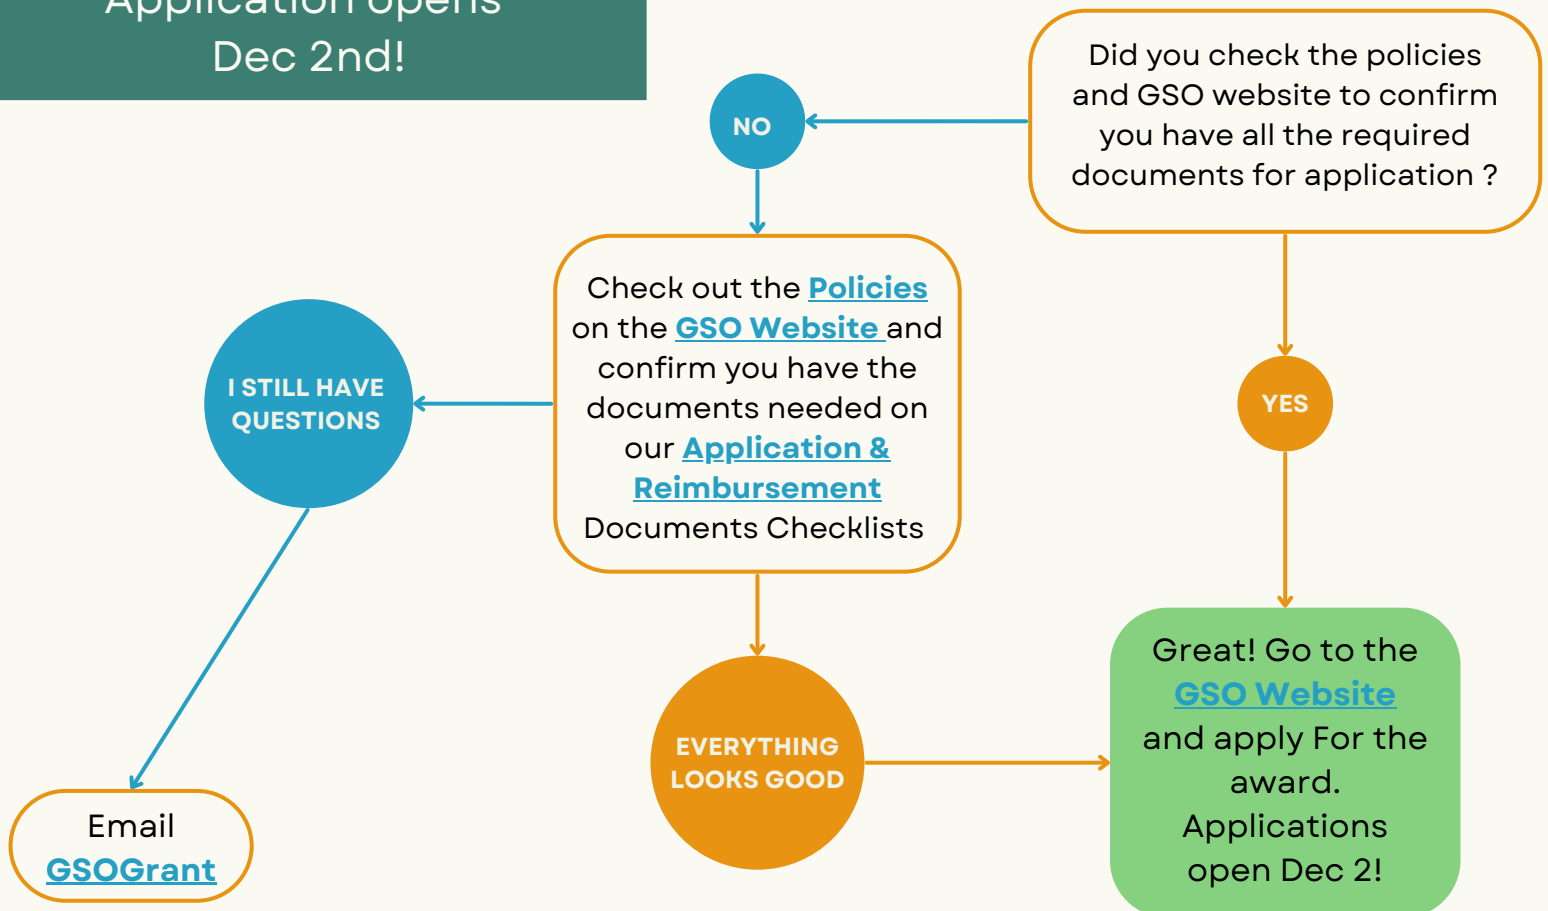 Application opens
Dec 2nd!
Did you check the policies
and GSO website to confirm
you have all the required
documents for application ?
NO
Check out the Policies
on the GSO Website and
confirm you have the
documents needed on
our Application &
Reimbursement
Documents Checklists
I STILL HAVE
QUESTIONS
YES
EVERYTHING
LOOKS GOOD
Great! Go to the
GSO Website
and apply For the
award.
Applications
open Dec 2!
Email
GSOGrant